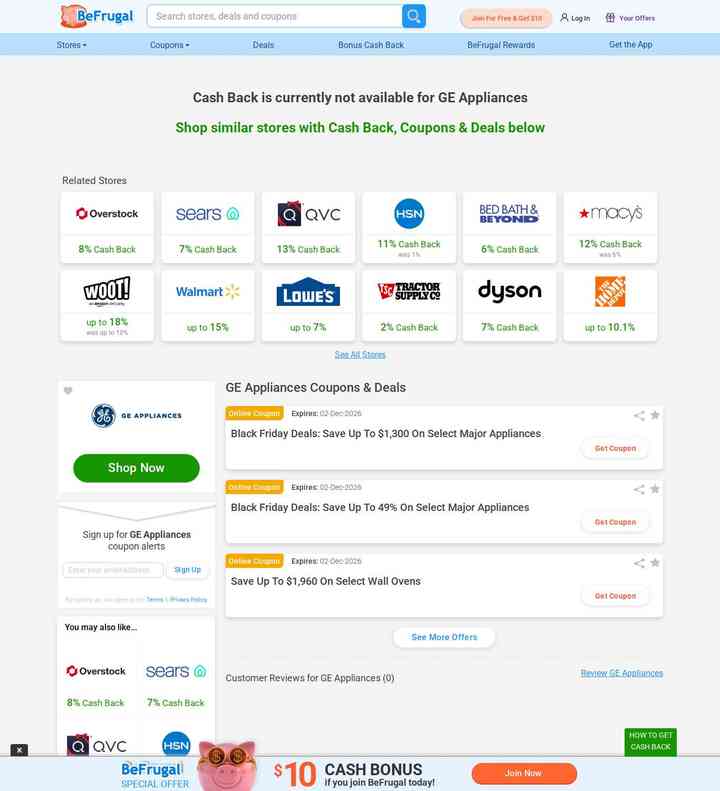 BeFrugal
Search stores, deals and coupons
Join For Free & Get $10
Log In
Your Offers
Stores
Coupons
Deals
Bonus Cash Back
BeFrugal Rewards
Get the App
Cash Back is currently not available for GE Appliances
Shop similar stores with Cash Back, Coupons & Deals below
Related Stores
Overstock
sears
QVC
HSN
BED BATH &
BEYOND
macy's
8% Cash Back
7% Cash Back
13% Cash Back
11% Cash Back
was 1%
6% Cash Back
12% Cash Back
was 6%
WOOT!
Walmart
LOWE'S
TSC TRACTOR
SUPPLY CO
dyson
THE HOME DEPOT
up to 18%
was up to 12%
up to 15%
up to 7%
2% Cash Back
7% Cash Back
up to 10.1%
See All Stores
GE APPLIANCES
Shop Now
Sign up for GE Appliances
coupon alerts
Enter your email address
Sign Up
By signing up, you agree to the Terms & Privacy Policy
You may also like...
Overstock
sears
8% Cash Back
7% Cash Back
QVC
HSN
GE Appliances Coupons & Deals
Online Coupon
Expires: 02-Dec-2026
Black Friday Deals: Save Up To $1,300 On Select Major Appliances
Get Coupon
Online Coupon
Expires: 02-Dec-2026
Black Friday Deals: Save Up To 49% On Select Major Appliances
Get Coupon
Online Coupon
Expires: 02-Dec-2026
Save Up To $1,960 On Select Wall Ovens
Get Coupon
See More Offers
Customer Reviews for GE Appliances (0)
Review GE Appliances
HOW TO GET
CASH BACK
x
BeFrugal
SPECIAL OFFER
$10
CASH BONUS
if you join BeFrugal today!
Join Now